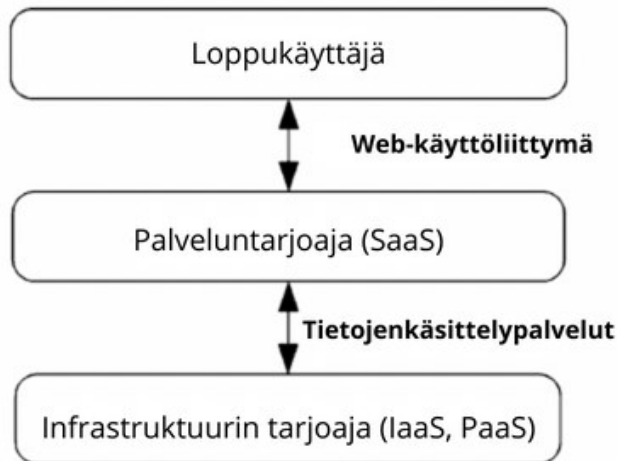 Loppukäyttäjä
Web-käyttöliittymä
Palveluntarjoaja (SaaS)
Tietojenkäsittelypalvelut
Infrastruktuurin tarjoaja (IaaS, PaaS)